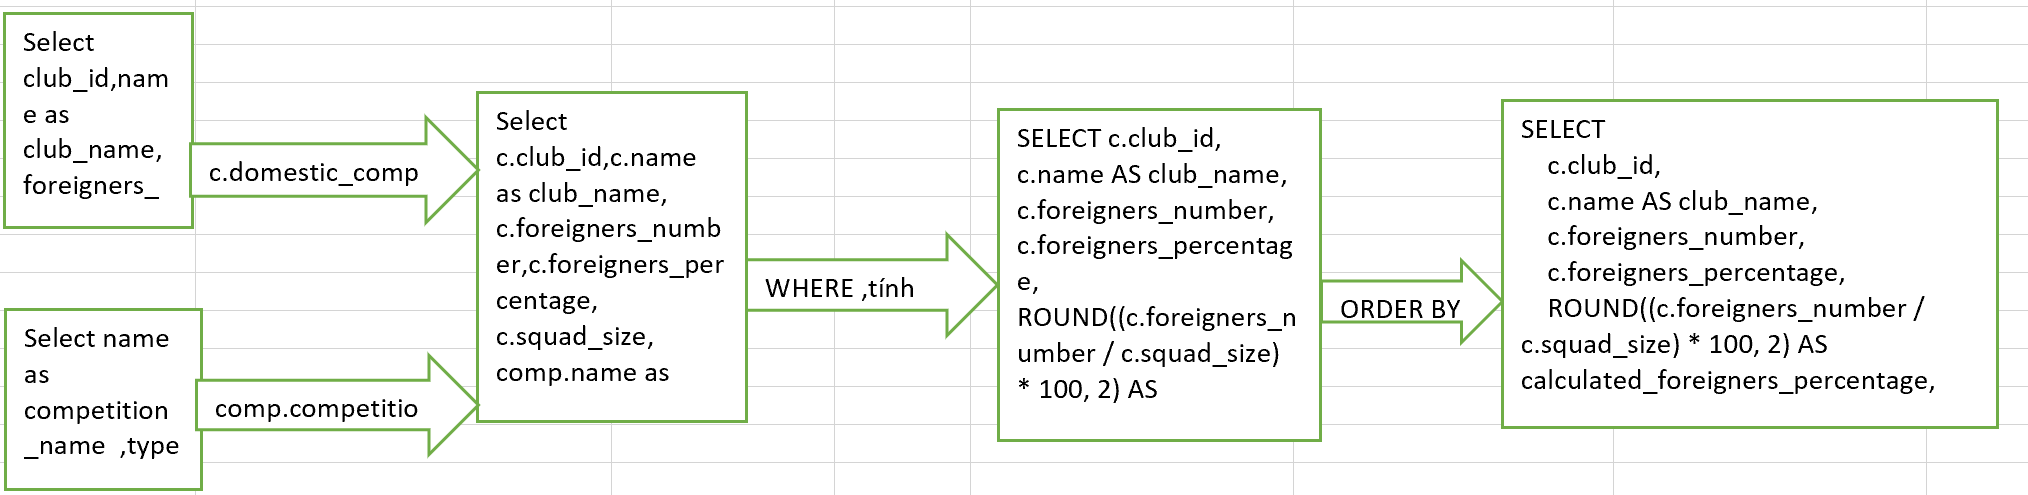 Select
club_id,nam
e as
club_name,
foreigners_
c.domestic_comp
Select name
as
competition
_name  ,type
comp.competitio
Select
c.club_id,c.name
as club_name,
c.foreigners_numb
er,c.foreigners_per
centage,
c.squad_size,
comp.name as
WHERE ,tính
SELECT c.club_id,
c.name AS club_name,
c.foreigners_number,
c.foreigners_percentag
e,
ROUND((c.foreigners_n
umber / c.squad_size)
* 100, 2) AS
ORDER BY
SELECT
c.club_id,
c.name AS club_name,
c.foreigners_number,
c.foreigners_percentage,
ROUND((c.foreigners_number /
c.squad_size) * 100, 2) AS
calculated_foreigners_percentage,